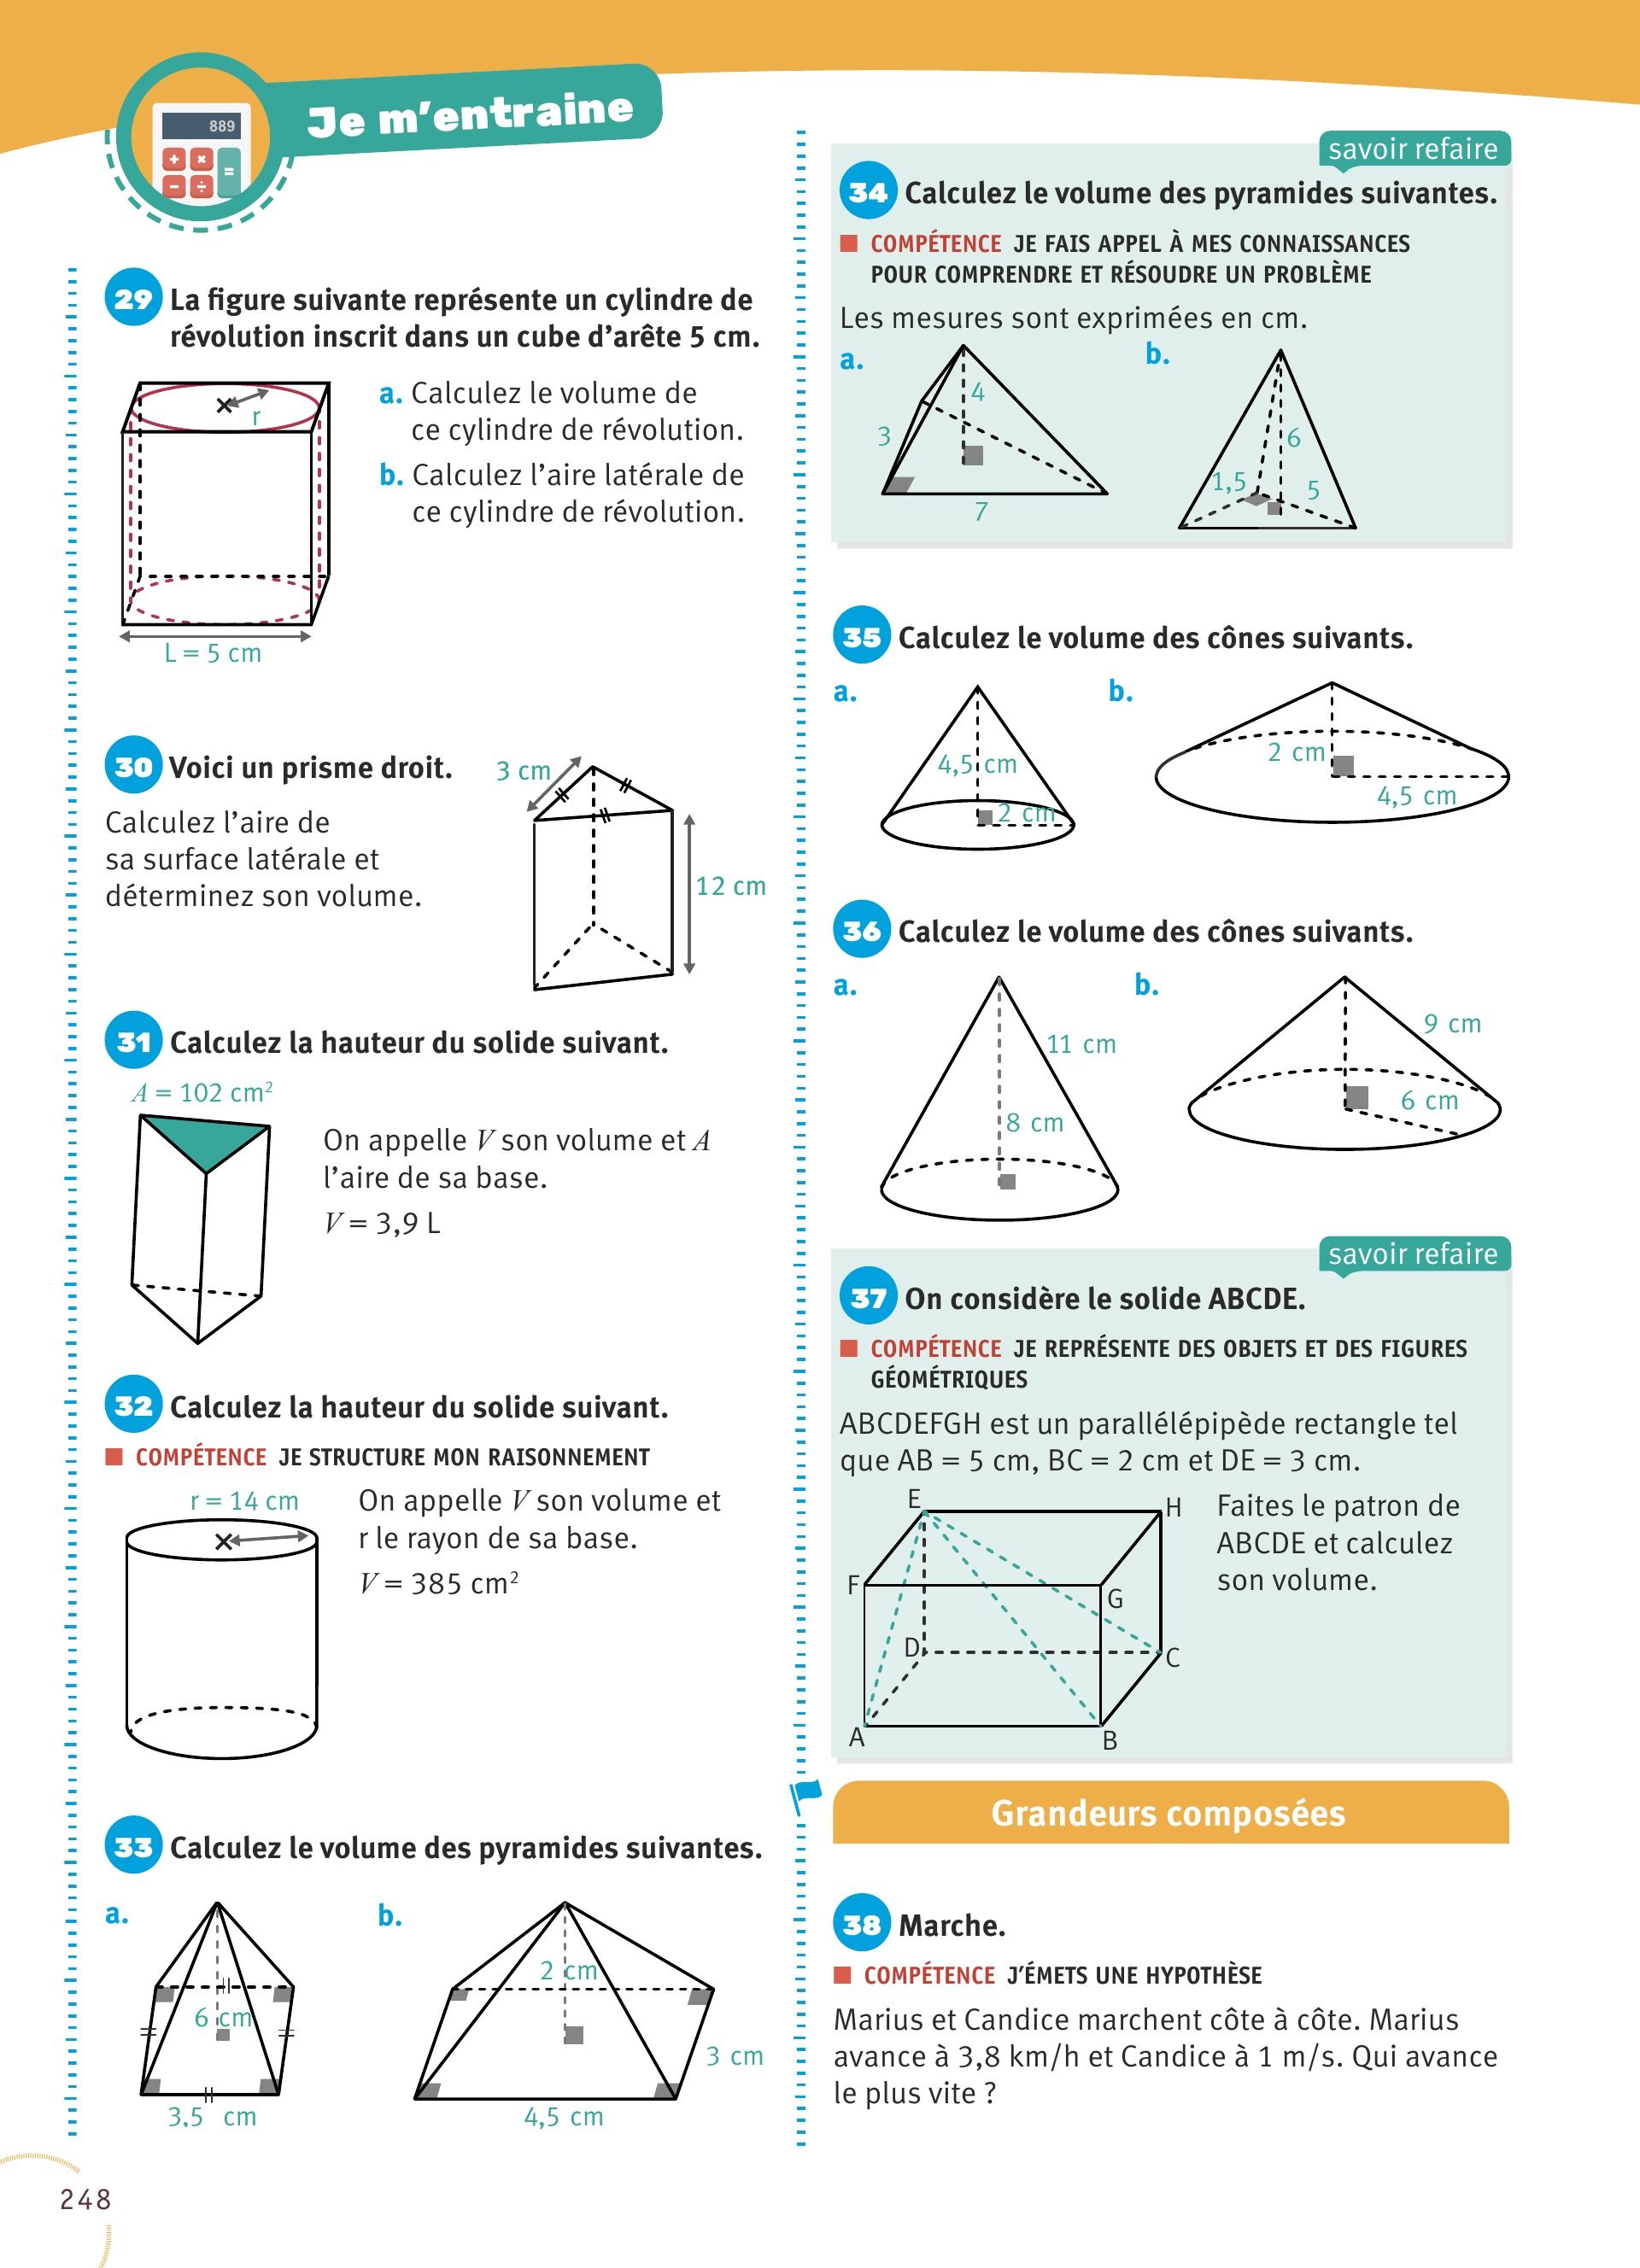 889
Je m'entraine
29 La figure suivante représente un cylindre de
révolution inscrit dans un cube d'arête 5 cm.
r
L = 5 cm
a. Calculez le volume de
ce cylindre de révolution.
b. Calculez l'aire latérale de
ce cylindre de révolution.
30 Voici un prisme droit.
Calculez l'aire de
sa surface latérale et
déterminez son volume.
3 cm
12 cm
31 Calculez la hauteur du solide suivant.
A = 102 cm²
On appelle V son volume et A
l'aire de sa base.
V = 3,9 L
32 Calculez la hauteur du solide suivant.
COMPÉTENCE JE STRUCTURE MON RAISONNEMENT
r = 14 cm
On appelle V son volume et
r le rayon de sa base.
V = 385 cm²
33 Calculez le volume des pyramides suivantes.
a.
6 cm
3,5 cm
b.
2 cm
3 cm
4,5 cm
248
savoir refaire
34 Calculez le volume des pyramides suivantes.
COMPÉTENCE JE FAIS APPEL À MES CONNAISSANCES
POUR COMPRENDRE ET RÉSOUDRE UN PROBLÈME
Les mesures sont exprimées en cm.
a.
4
3
7
b.
6
1,5
5
35 Calculez le volume des cônes suivants.
a.
4,5 cm
2 cm
b.
2 cm
4,5 cm
36 Calculez le volume des cônes suivants.
a.
11 cm
8 cm
b.
9 cm
6 cm
savoir refaire
37 On considère le solide ABCDE.
COMPÉTENCE JE REPRÉSENTE DES OBJETS ET DES FIGURES
GÉOMÉTRIQUES
ABCDEFGH est un parallélépipède rectangle tel
que AB = 5 cm, BC = 2 cm et DE = 3 cm.
E
H
F
G
D
C
A
B
Faites le patron de
ABCDE et calculez
son volume.
Grandeurs composées
38 Marche.
COMPÉTENCE J'ÉMETS UNE HYPOTHÈSE
Marius et Candice marchent côte à côte. Marius
avance à 3,8 km/h et Candice à 1 m/s. Qui avance
le plus vite ?